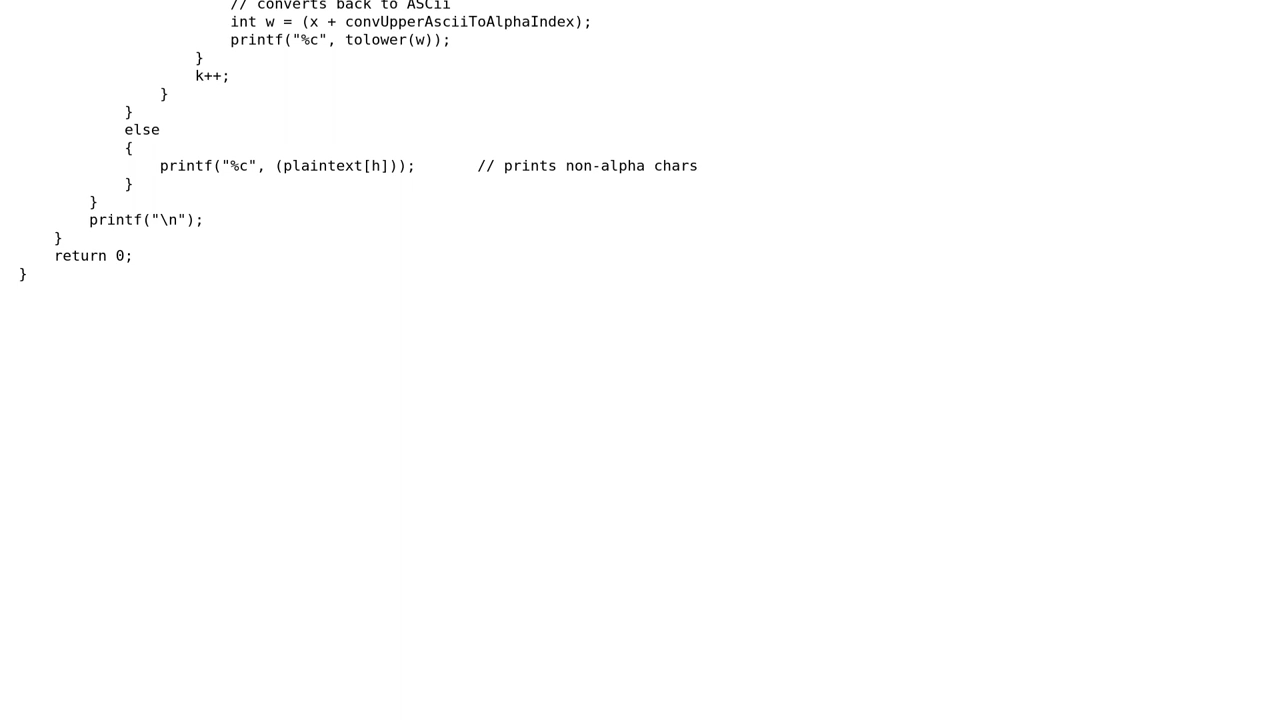 // converts back to ASCii
int w = (x + convUpperAsciiToAlphaIndex);
printf("%c", tolower(w));
}
k++;
}
}
else
{
printf("%c", (plaintext[h])); // prints non-alpha chars
}
}
printf("\n");
}
return 0;
}